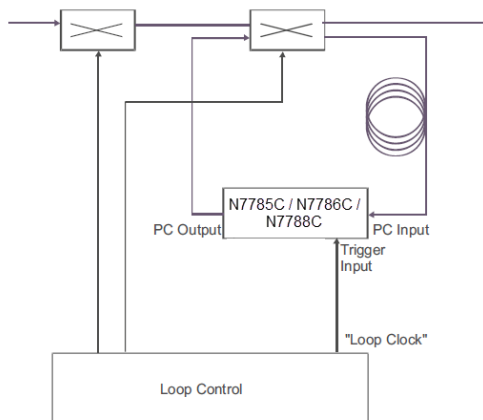 N7785C / N7786C /
N7788C
PC Output
PC Input
Trigger
Input
"Loop Clock"
Loop Control